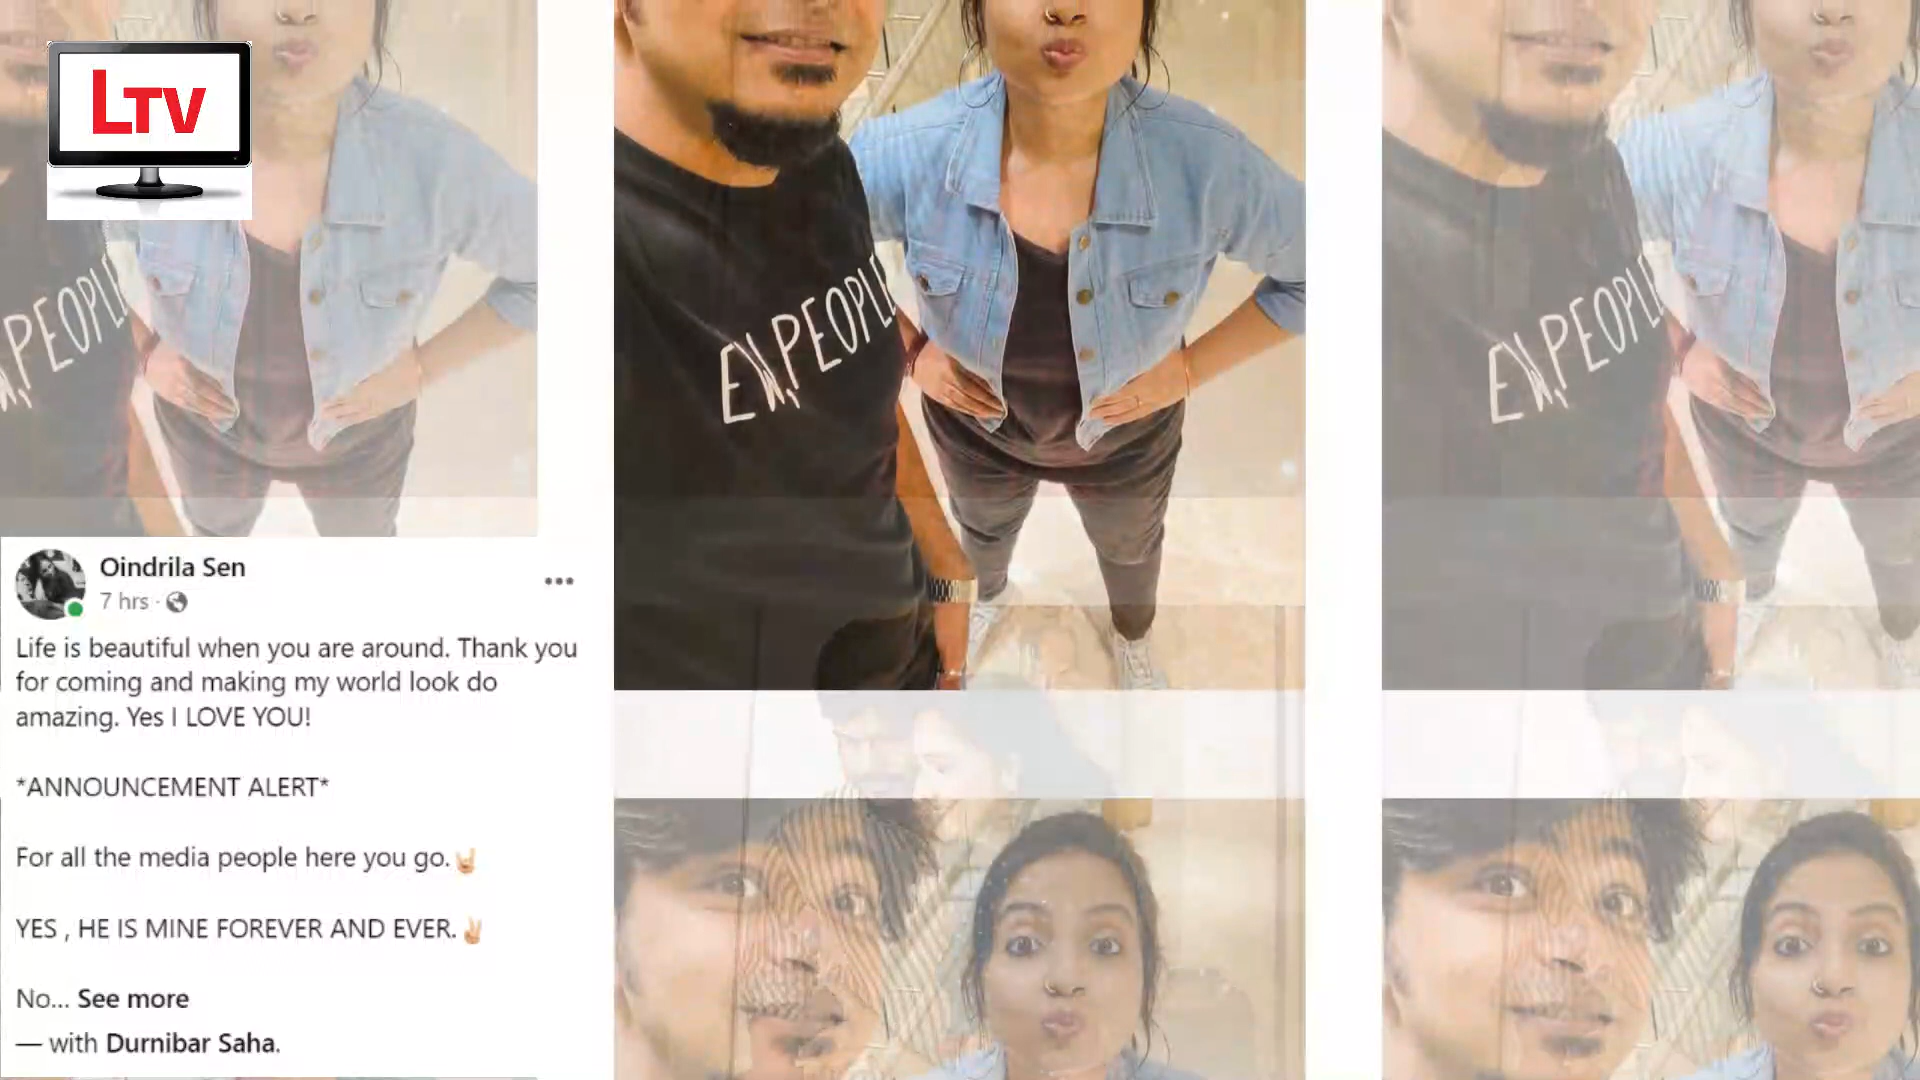 LTV
EX, PEOPLE
Oindrila Sen
7 hrs ·
Life is beautiful when you are around. Thank you
for coming and making my world look do
amazing. Yes I LOVE YOU!
*ANNOUNCEMENT ALERT*
For all the media people here you go.🤘🏻
YES , HE IS MINE FOREVER AND EVER.✌🏻
No... See more
— with Durnibar Saha.
PEOPLE
PEOPLE